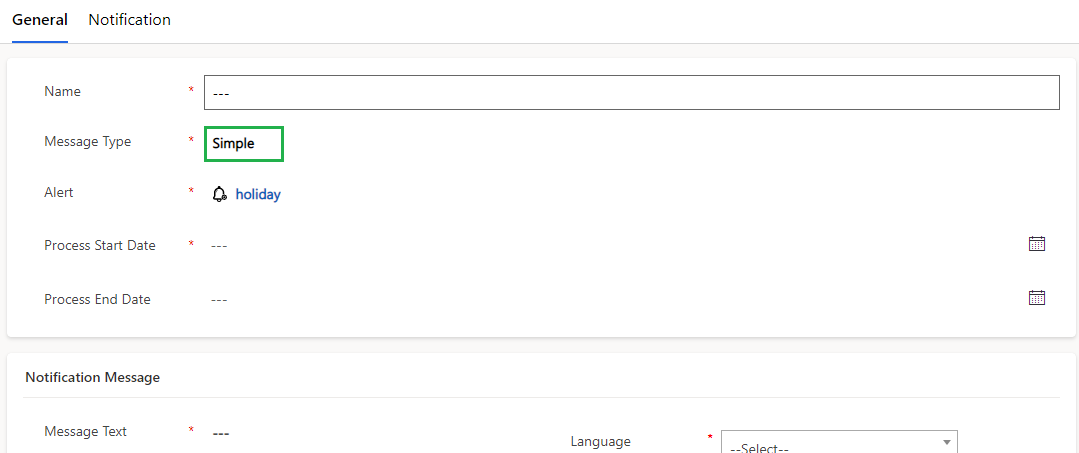 General Notification
Name * ---
Message Type * Simple
Alert * holiday
Process Start Date * ---
Process End Date ---
Notification Message
Message Text * ---
Language * --Select--